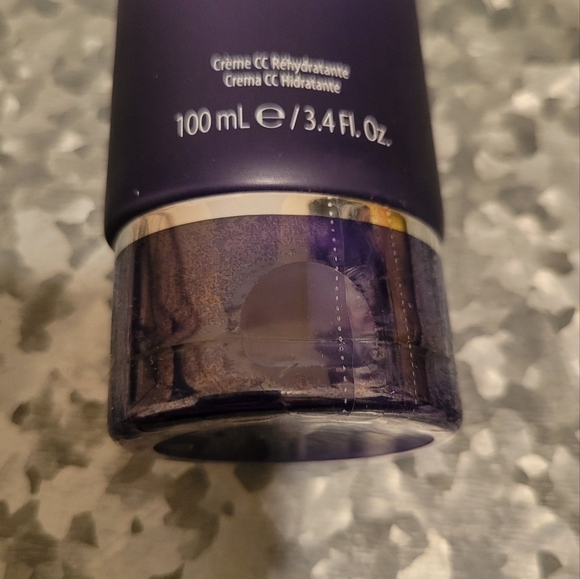 Crème CC Réhydratante
Crema CC Hidratante
100 mL ℮ / 3.4 Fl. Oz.